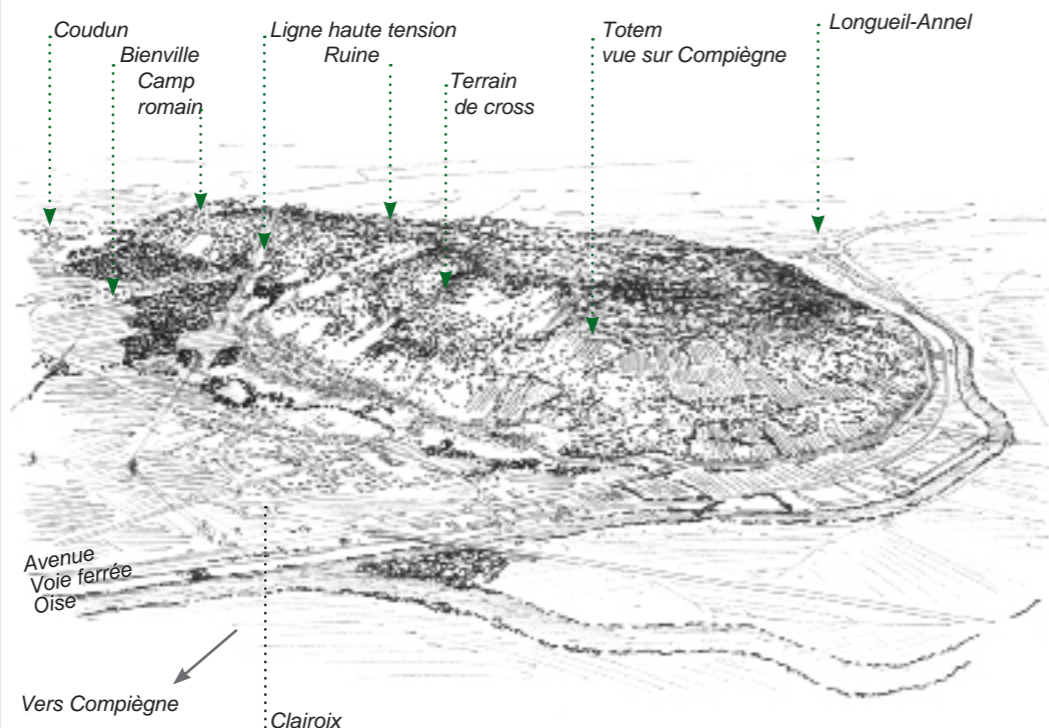 Coudun
Bienville
Camp
romain
Ligne haute tension
Ruine
Terrain
de cross
Totem
vue sur Compiègne
Longueil-Annel
Avenue
Voie ferrée
Oise
Vers Compiègne
Clairoix